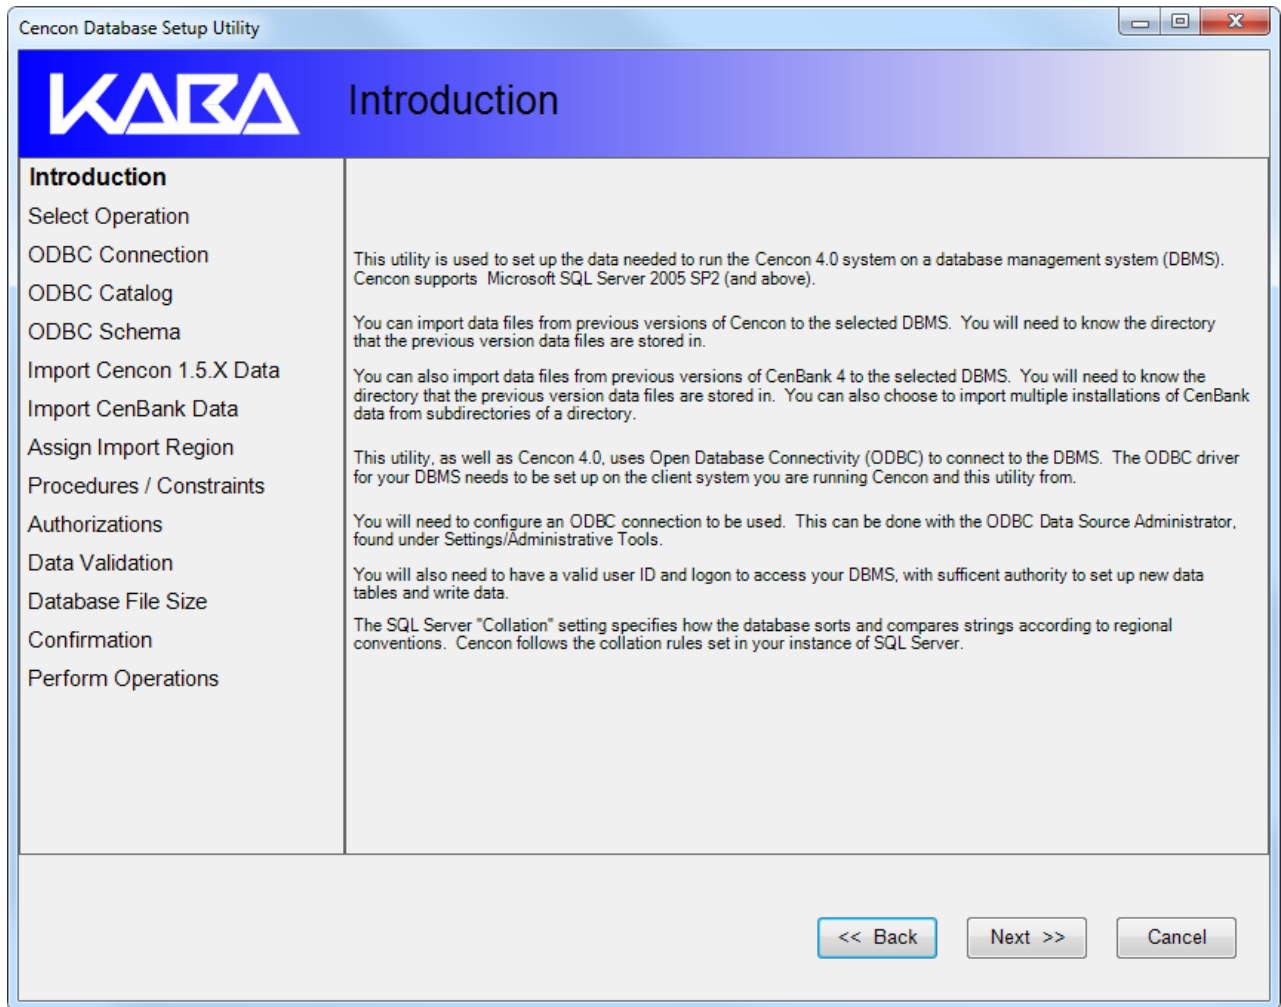 Cencon Database Setup Utility
KABA
Introduction
Introduction
Select Operation
ODBC Connection
ODBC Catalog
ODBC Schema
Import Cencon 1.5.X Data
Import CenBank Data
Assign Import Region
Procedures / Constraints
Authorizations
Data Validation
Database File Size
Confirmation
Perform Operations
This utility is used to set up the data needed to run the Cencon 4.0 system on a database management system (DBMS).
Cencon supports  Microsoft SQL Server 2005 SP2 (and above).
You can import data files from previous versions of Cencon to the selected DBMS.  You will need to know the directory
that the previous version data files are stored in.
You can also import data files from previous versions of CenBank 4 to the selected DBMS.  You will need to know the
directory that the previous version data files are stored in.  You can also choose to import multiple installations of CenBank
data from subdirectories of a directory.
This utility, as well as Cencon 4.0, uses Open Database Connectivity (ODBC) to connect to the DBMS.  The ODBC driver
for your DBMS needs to be set up on the client system you are running Cencon and this utility from.
You will need to configure an ODBC connection to be used.  This can be done with the ODBC Data Source Administrator,
found under Settings/Administrative Tools.
You will also need to have a valid user ID and logon to access your DBMS, with sufficent authority to set up new data
tables and write data.
The SQL Server "Collation" setting specifies how the database sorts and compares strings according to regional
conventions.  Cencon follows the collation rules set in your instance of SQL Server.
<< Back
Next >>
Cancel